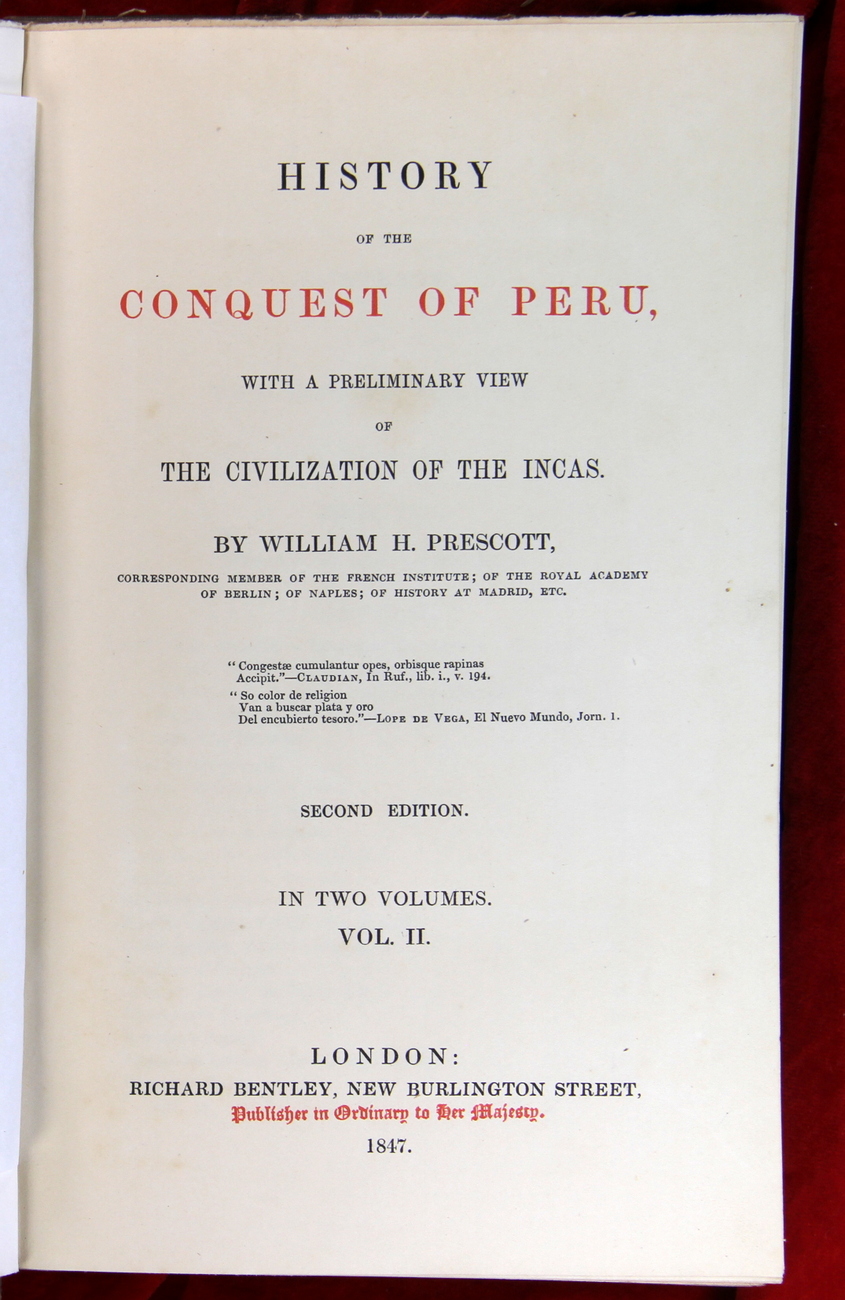 HISTORY
OF THE
CONQUEST OF PERU,
WITH A PRELIMINARY VIEW
OF
THE CIVILIZATION OF THE INCAS.
BY WILLIAM H. PRESCOTT,
CORRESPONDING MEMBER OF THE FRENCH INSTITUTE; OF THE ROYAL ACADEMY
OF BERLIN; OF NAPLES; OF HISTORY AT MADRID, ETC.
“ Congestæ cumulantur opes, orbisque rapinas
Accipit.”—CLAUDIAN, In Ruf., lib. i., v. 194.
“ So color de religion
Van a buscar plata y oro
Del encubierto tesoro.”—LOPE DE VEGA, El Nuevo Mundo, Jorn. 1.
SECOND EDITION.
IN TWO VOLUMES.
VOL. II.
LONDON:
RICHARD BENTLEY, NEW BURLINGTON STREET,
Publisher in Ordinary to Her Majesty.
1847.